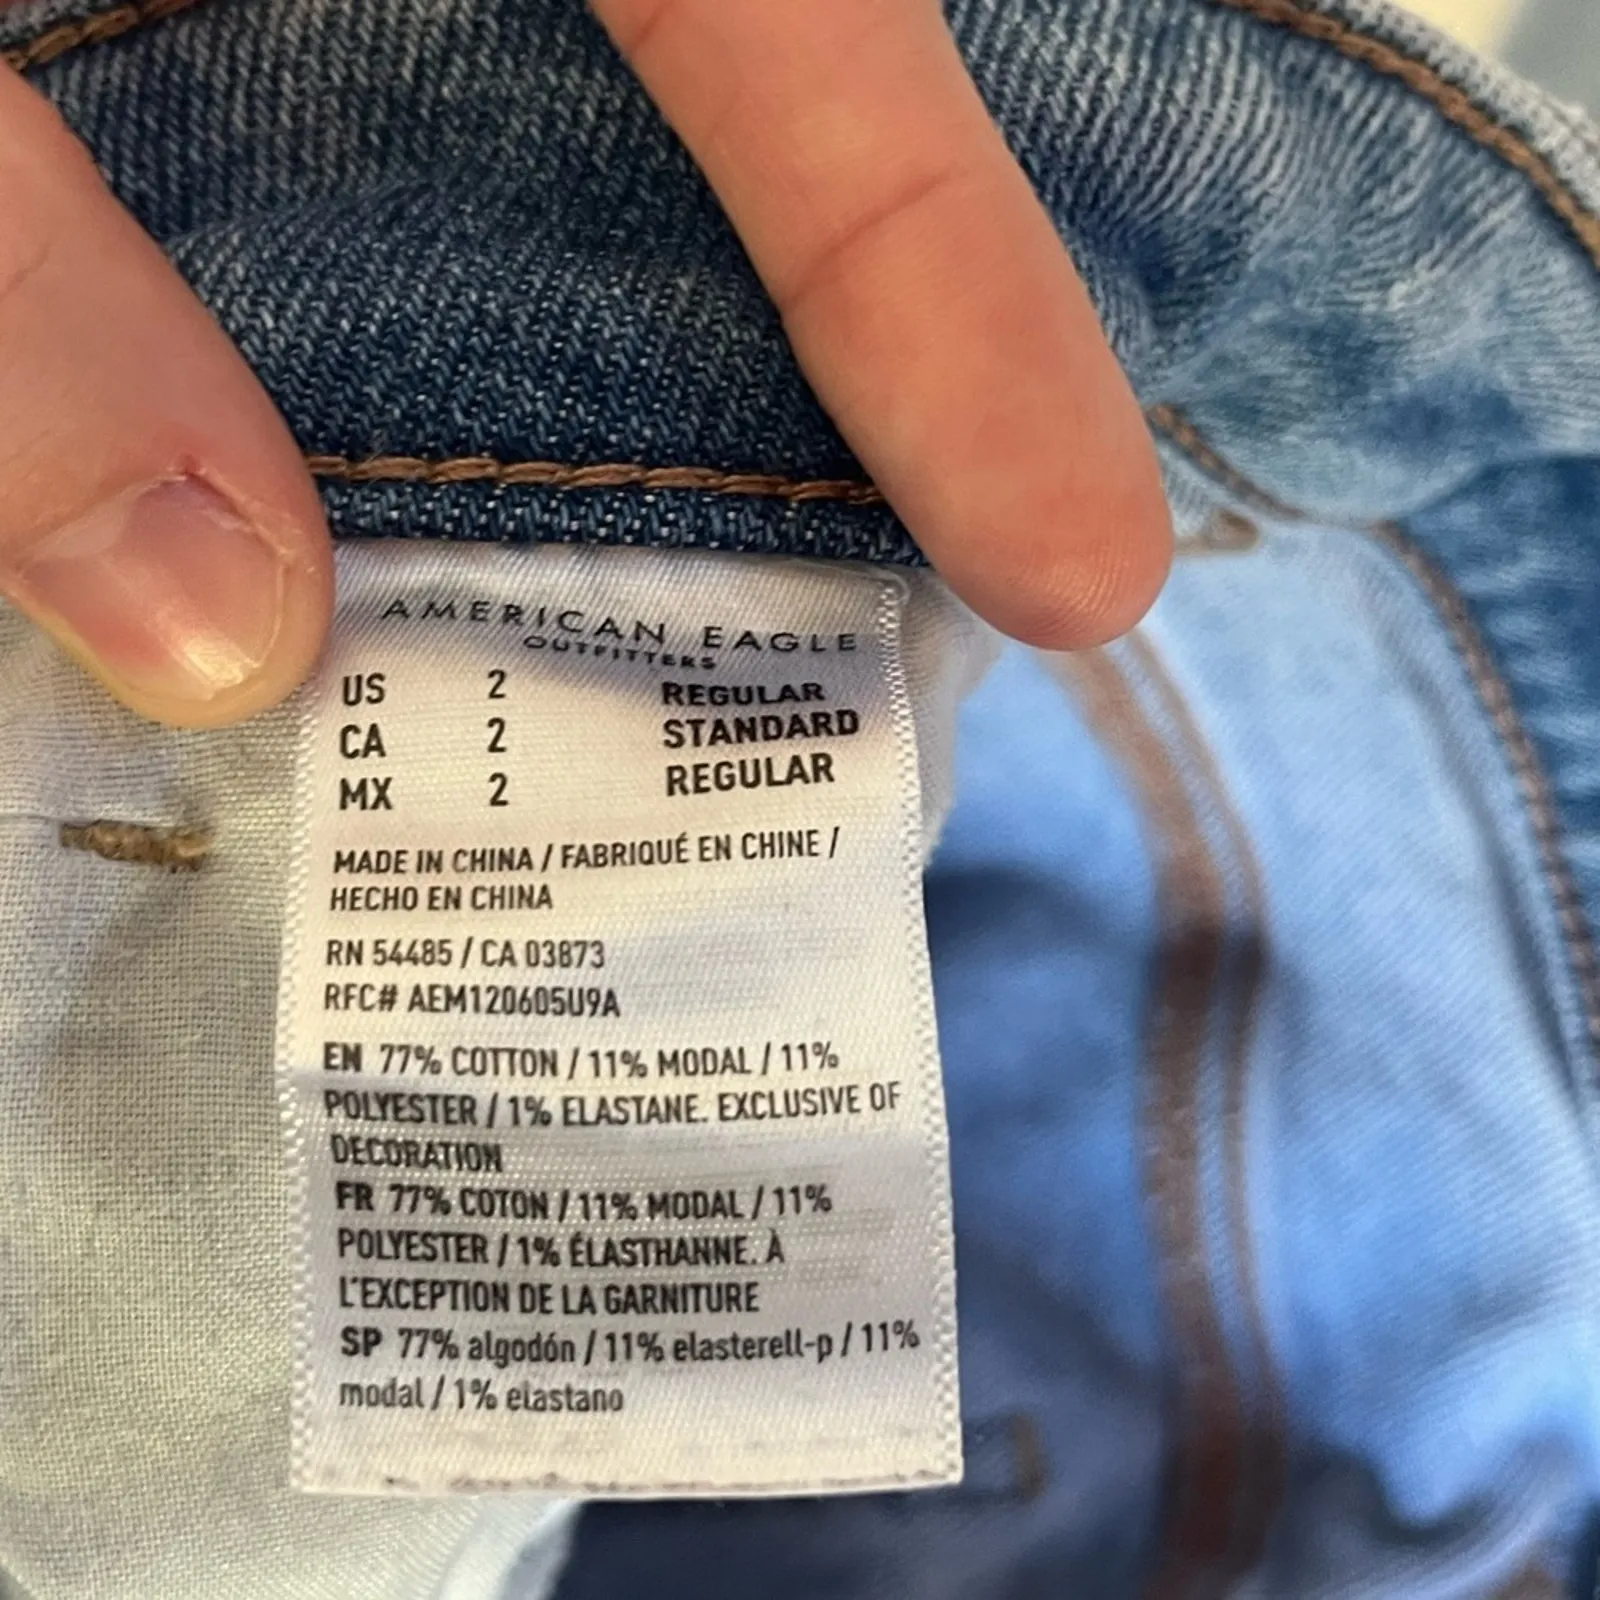 AMERICAN EAGLE
OUTFITTERS
US 2 REGULAR
CA 2 STANDARD
MX 2 REGULAR
MADE IN CHINA / FABRIQUÉ EN CHINE /
HECHO EN CHINA
RN 54485 / CA 03873
RFC# AEM120605U9A
EN 77% COTTON / 11% MODAL / 11%
POLYESTER / 1% ELASTANE. EXCLUSIVE OF
DECORATION
FR 77% COTON / 11% MODAL / 11%
POLYESTER / 1% ÉLASTHANNE. À
L'EXCEPTION DE LA GARNITURE
SP 77% algodón / 11% elasterell-p / 11%
modal / 1% elastano